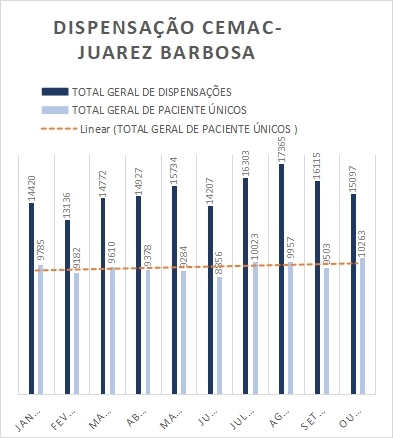 DISPENSAÇÃO CEMAC-
JUAREZ BARBOSA
TOTAL GERAL DE DISPENSAÇÕES
TOTAL GERAL DE PACIENTE ÚNICOS
Linear (TOTAL GERAL DE PACIENTE ÚNICOS )
14420
9785
13136
9182
14772
9610
14927
9378
15734
9284
14207
8856
16303
10023
17365
9957
16115
9503
15097
10263
JAN...
FEV...
MA...
AB...
MA...
JU...
JUL...
AG...
SET...
OU...